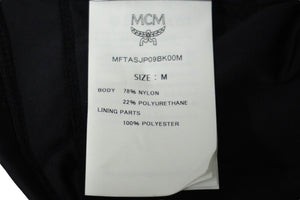 MCM
MFTASJP09BK00M
SIZE : M
BODY 78% NYLON
22% POLYURETHANE
LINING PARTS
100% POLYESTER